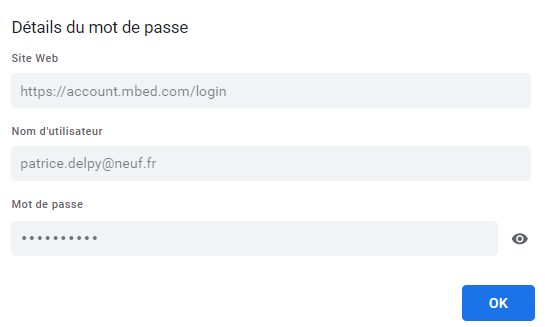 Détails du mot de passe
Site Web
https://account.mbed.com/login
Nom d'utilisateur
patrice.delpy@neuf.fr
Mot de passe
••••••••••
OK